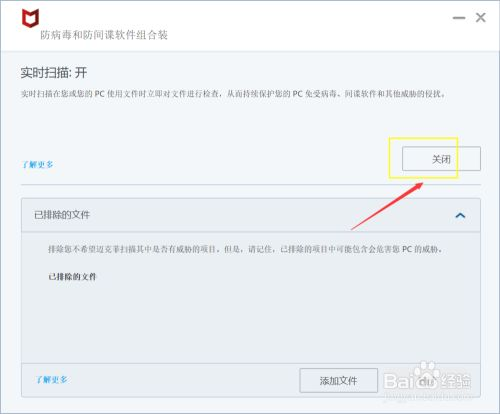 防病毒和防间谍软件组合装
实时扫描: 开
实时扫描在您或您的 PC 使用文件时立即对文件进行检查，从而持续保护您的 PC 免受病毒、间谍软件和其他威胁的侵扰。
关闭
了解更多
已排除的文件
排除您不希望迈克菲扫描其中是否有威胁的项目。但是，请记住，已排除的项目中可能包含会危害您 PC 的威胁。
已排除的文件
了解更多
添加文件
Baidu 经验
jingyan.baidu.com